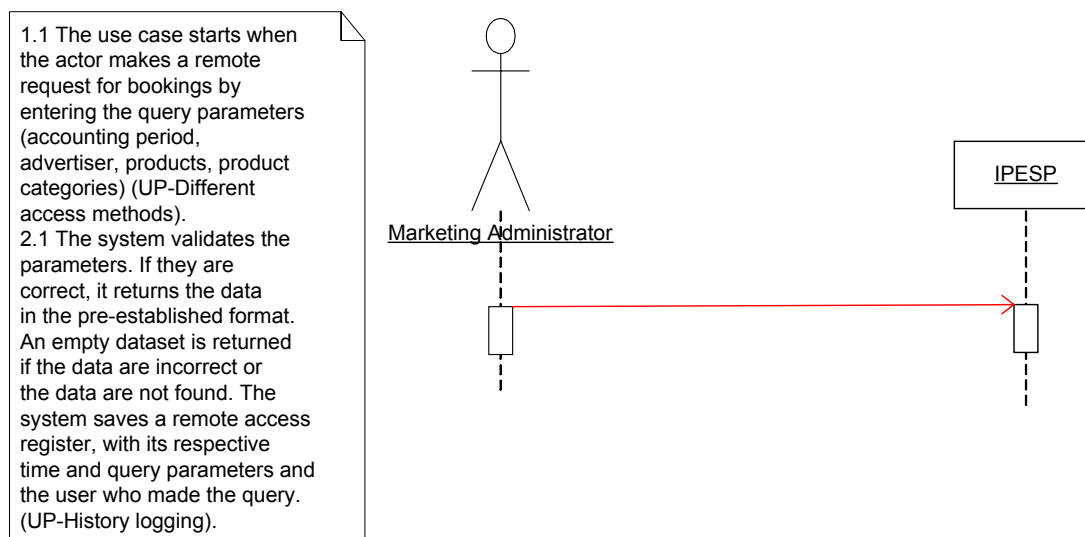 1.1 The use case starts when
the actor makes a remote
request for bookings by
entering the query parameters
(accounting period,
advertiser, products, product
categories) (UP-Different
access methods).
2.1 The system validates the
parameters. If they are
correct, it returns the data
in the pre-established format.
An empty dataset is returned
if the data are incorrect or
the data are not found. The
system saves a remote access
register, with its respective
time and query parameters and
the user who made the query.
(UP-History logging).
Marketing Administrator
IPESP